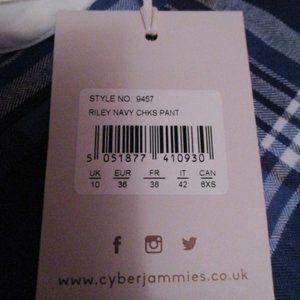 STYLE NO. 9457
RILEY NAVY CHKS PANT
5 051877 410930
UK EUR FR IT CAN
10 36 38 42 6XS
www.cyberjammies.co.uk